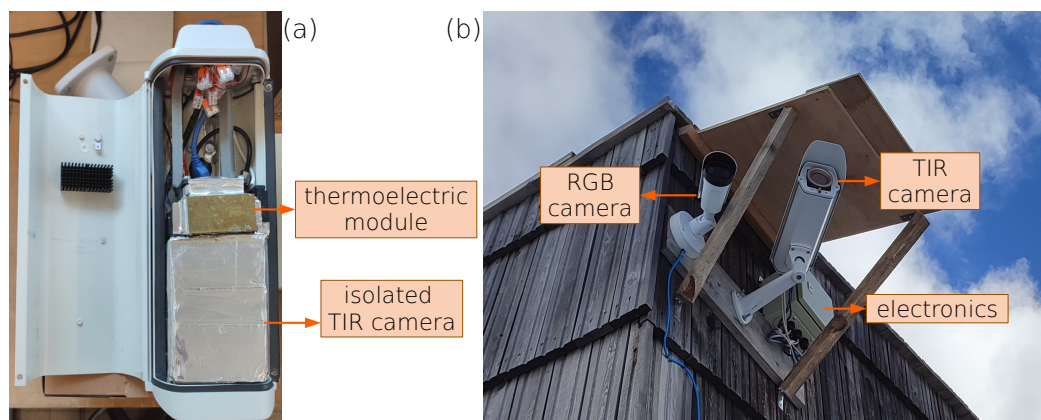 (a)
(b)
thermoelectric
module
isolated
TIR camera
RGB
camera
TIR
camera
electronics